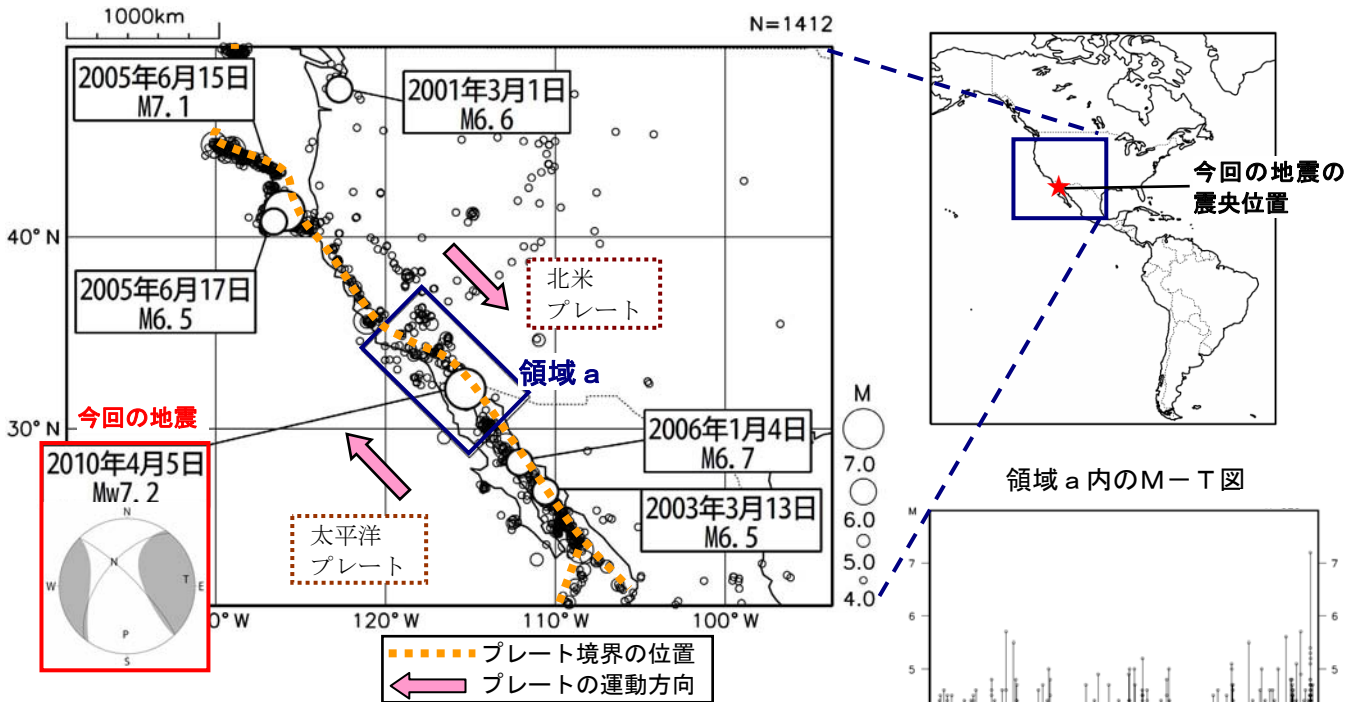 1000km
N=1412
2005年6月15日
M7.1
2001年3月1日
M6.6
40°N
2005年6月17日
M6.5
北米
プレート
領域a
今回の地震
30°N
2010年4月5日
Mw7.2
N
N
W
T
E
P
S
太平洋
プレート
2006年1月4日
M6.7
2003年3月13日
M6.5
M
7.0
6.0
5.0
4.0
0°W
120°W
110°W
100°W
プレート境界の位置
プレートの運動方向
今回の地震の
震央位置
領域a内のM-T図
M
7
7
6
6
5
5